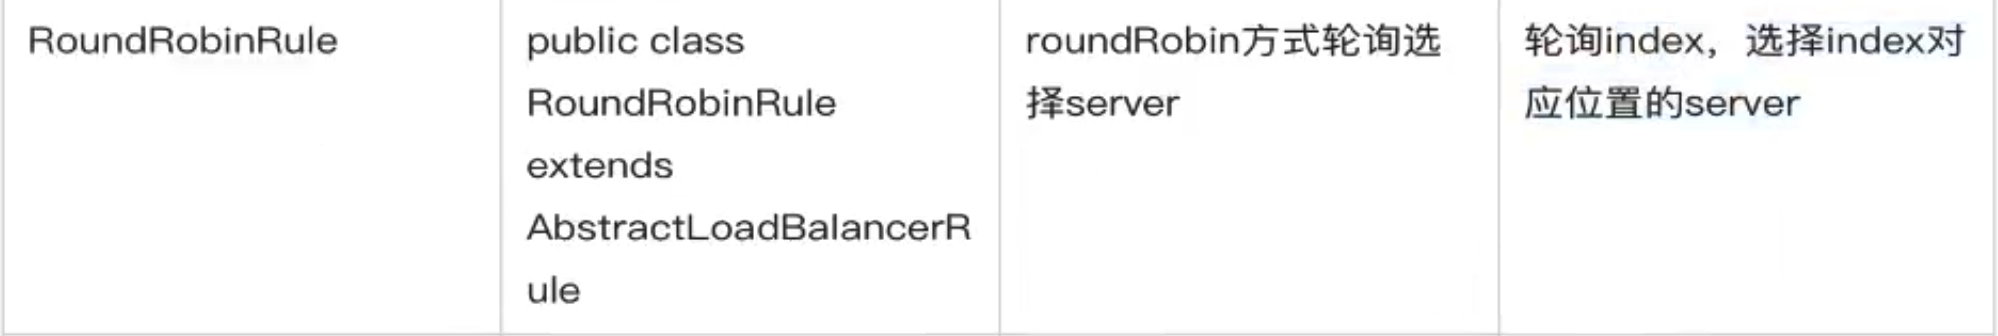 RoundRobinRule
public class
RoundRobinRule
extends
AbstractLoadBalancerR
ule
roundRobin方式轮询选
择server
轮询index，选择index对
应位置的server